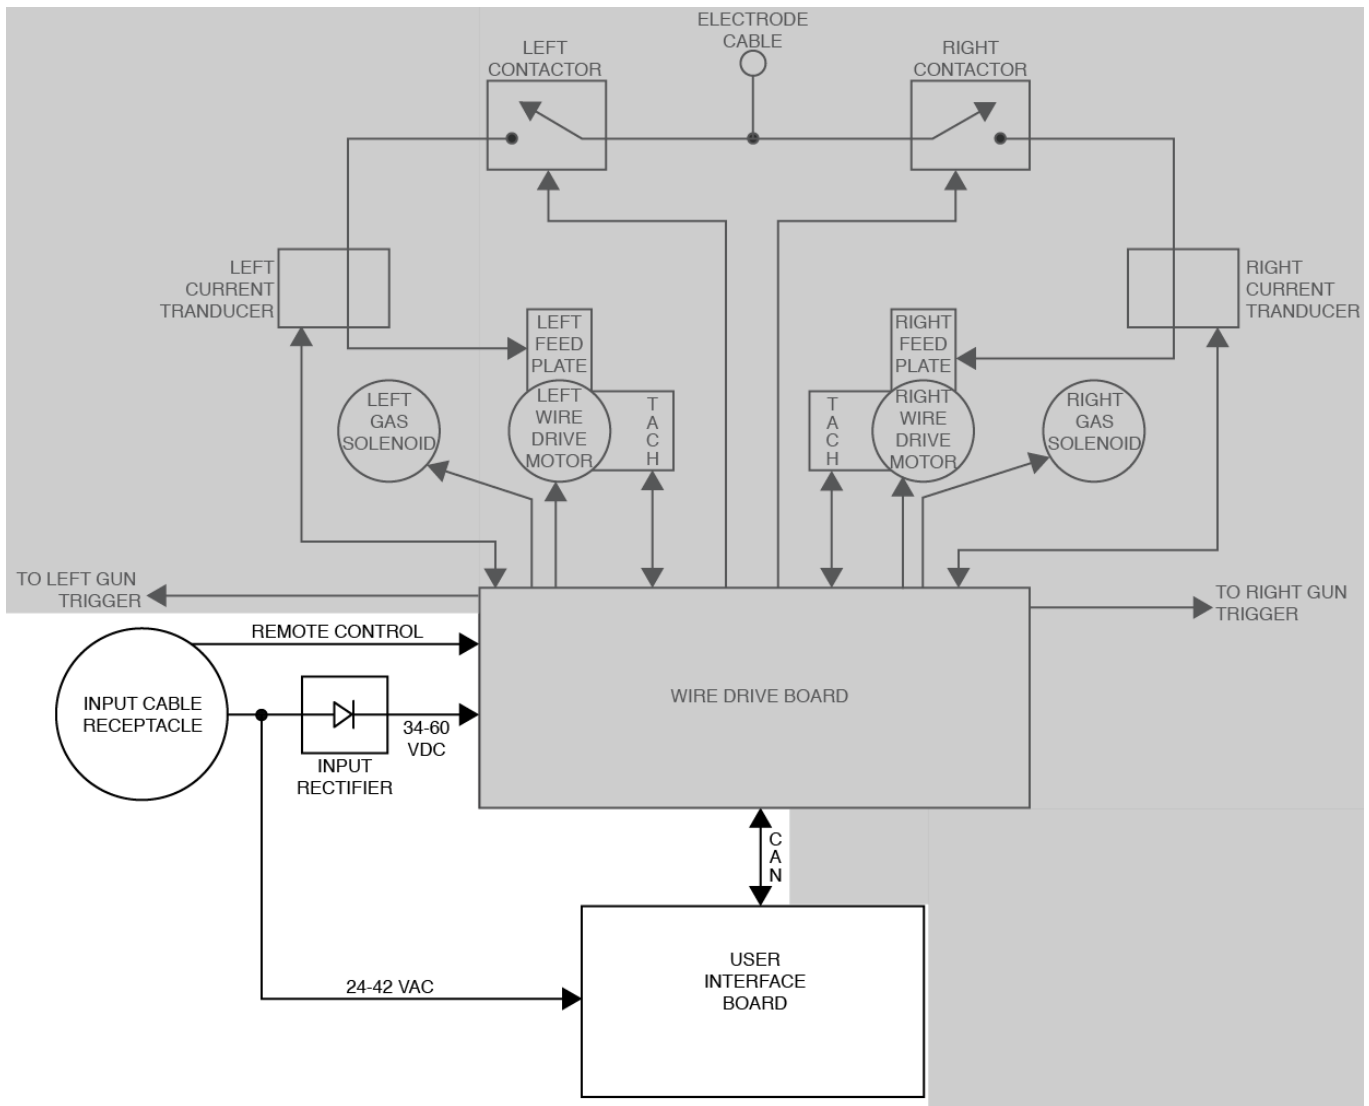 ELECTRODE
CABLE
LEFT
CONTACTOR
RIGHT
CONTACTOR
LEFT
CURRENT
TRANDUCER
RIGHT
CURRENT
TRANDUCER
LEFT
FEED
PLATE
RIGHT
FEED
PLATE
LEFT
GAS
SOLENOID
LEFT
WIRE
DRIVE
MOTOR
TACH
TACH
RIGHT
WIRE
DRIVE
MOTOR
RIGHT
GAS
SOLENOID
TO LEFT GUN
TRIGGER
TO RIGHT GUN
TRIGGER
REMOTE CONTROL
INPUT CABLE
RECEPTACLE
WIRE DRIVE BOARD
34-60
VDC
INPUT
RECTIFIER
CAN
24-42 VAC
USER
INTERFACE
BOARD